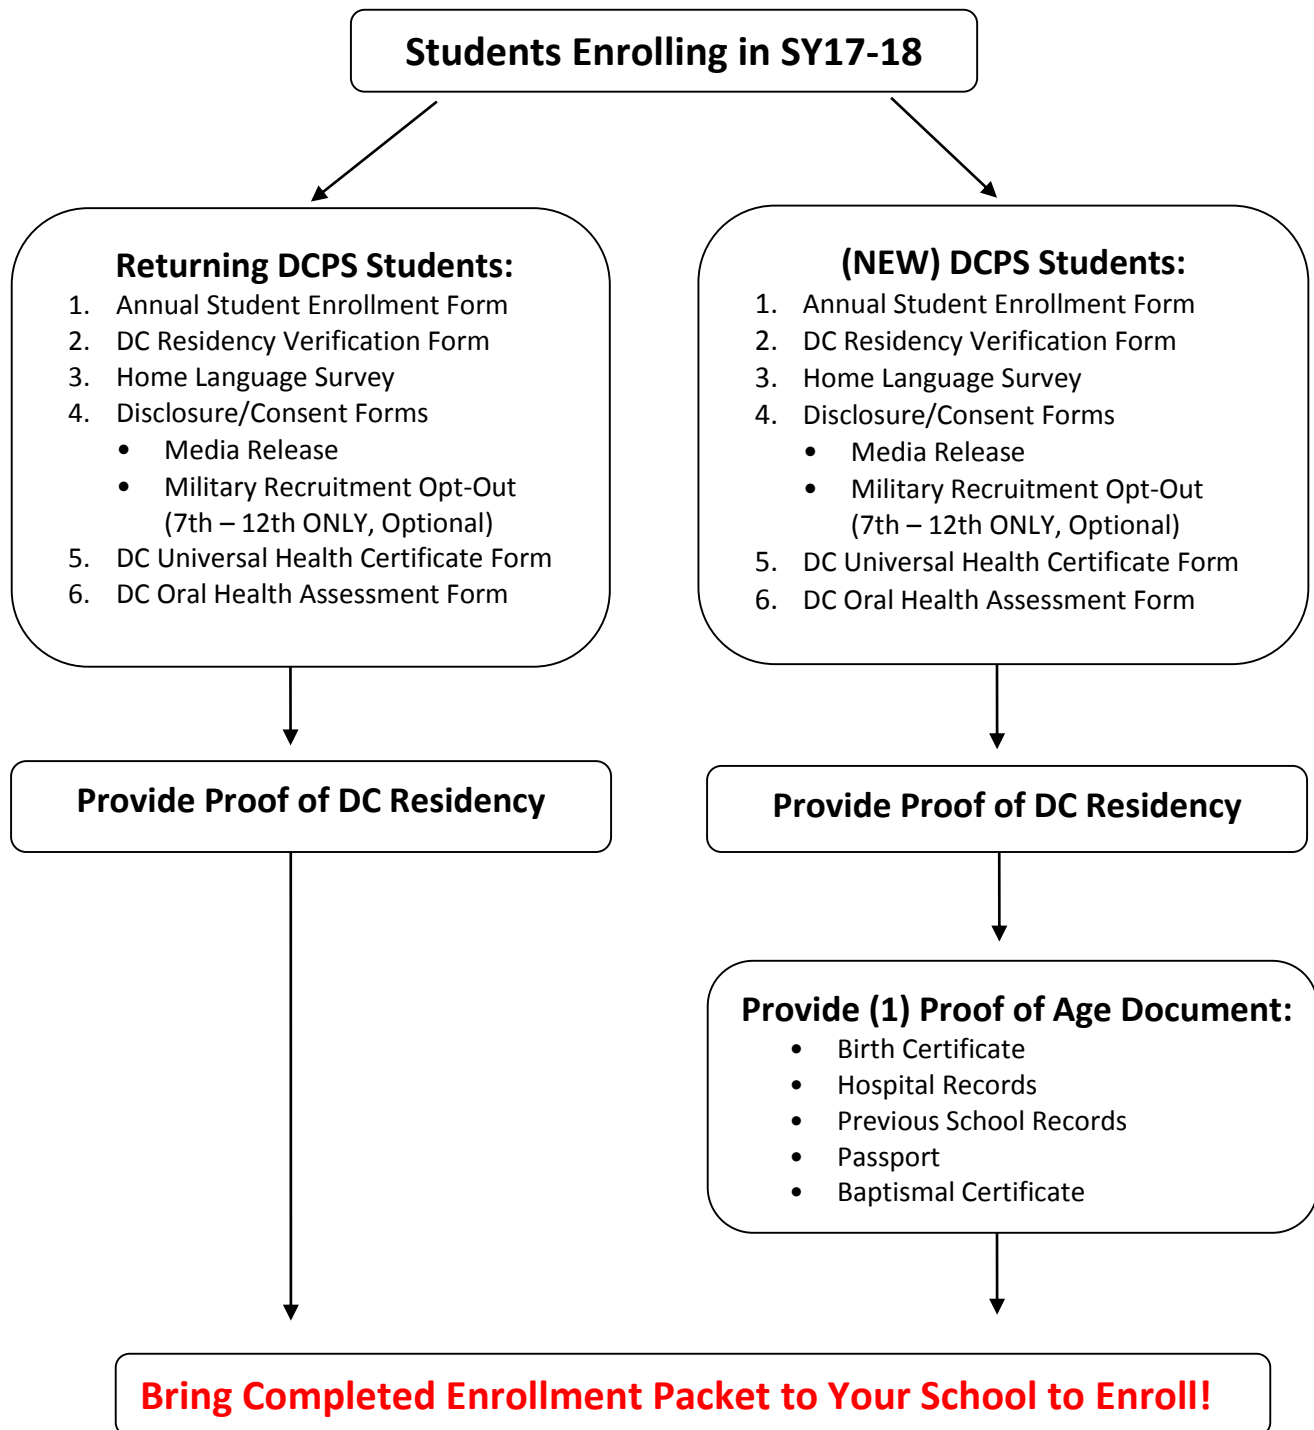 Students Enrolling in SY17-18
Returning DCPS Students:
1. Annual Student Enrollment Form
2. DC Residency Verification Form
3. Home Language Survey
4. Disclosure/Consent Forms
• Media Release
• Military Recruitment Opt-Out
(7th – 12th ONLY, Optional)
5. DC Universal Health Certificate Form
6. DC Oral Health Assessment Form
Provide Proof of DC Residency
(NEW) DCPS Students:
1. Annual Student Enrollment Form
2. DC Residency Verification Form
3. Home Language Survey
4. Disclosure/Consent Forms
• Media Release
• Military Recruitment Opt-Out
(7th – 12th ONLY, Optional)
5. DC Universal Health Certificate Form
6. DC Oral Health Assessment Form
Provide Proof of DC Residency
Provide (1) Proof of Age Document:
• Birth Certificate
• Hospital Records
• Previous School Records
• Passport
• Baptismal Certificate
Bring Completed Enrollment Packet to Your School to Enroll!